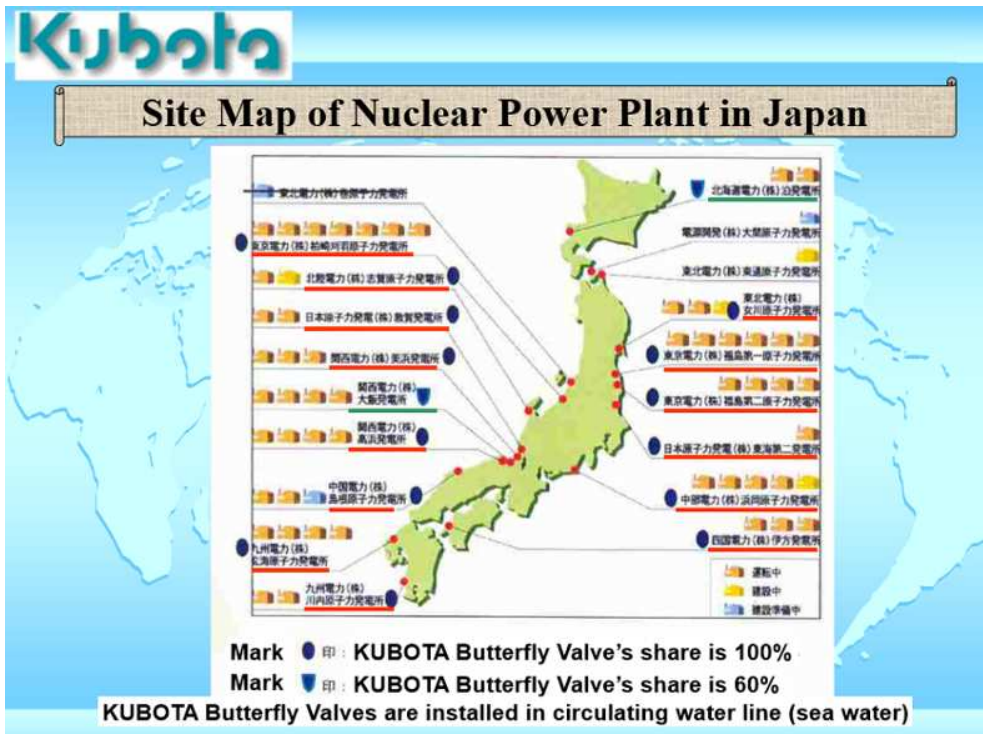 Kubota
Site Map of Nuclear Power Plant in Japan
東北電力(株)巻原子力発電所
東京電力(株)柏崎刈羽原子力発電所
北陸電力(株)志賀原子力発電所
日本原子力発電(株)敦賀発電所
関西電力(株)美浜発電所
関西電力(株)
大飯発電所
関西電力(株)
高浜発電所
中国電力(株)
島根原子力発電所
九州電力(株)
玄海原子力発電所
九州電力(株)
川内原子力発電所
北海道電力(株)泊発電所
電源開発(株)大間原子力発電所
東北電力(株)東通原子力発電所
東北電力(株)
女川原子力発電所
東京電力(株)福島第一原子力発電所
東京電力(株)福島第二原子力発電所
日本原子力発電(株)東海第二発電所
中部電力(株)浜岡原子力発電所
四国電力(株)伊方発電所
運転中
建設中
建設準備中
Mark 印: KUBOTA Butterfly Valve's share is 100%
Mark 印: KUBOTA Butterfly Valve's share is 60%
KUBOTA Butterfly Valves are installed in circulating water line (sea water)